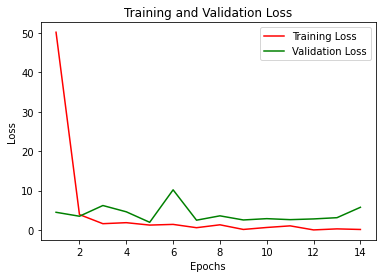 Training and Validation Loss
Training Loss
Validation Loss
Loss
50
40
30
20
10
0
2 4 6 8 10 12 14
Epochs